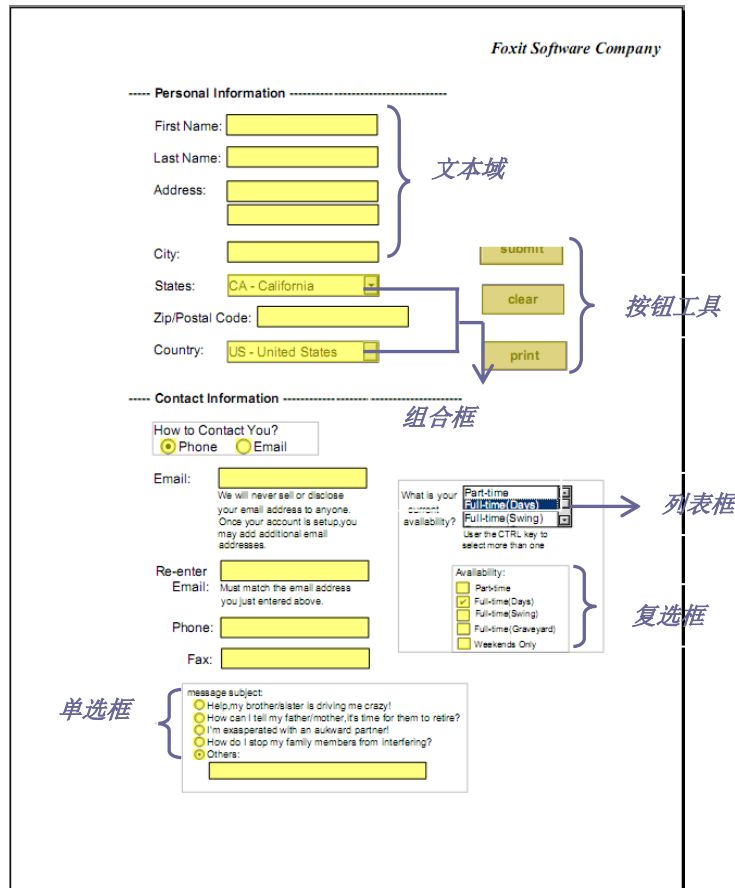 Foxit Software Company
----- Personal Information -----------------------------------
First Name:
Last Name:
文本域
Address:
City:
submit
States: CA - California
clear
按钮工具
Zip/Postal Code:
Country: US - United States
print
----- Contact Information ----------------------------------------
组合框
How to Contact You?
Phone Email
Email:
We will never sell or disclose
your email address to anyone.
Once your account is setup,you
may add additional email
addresses.
What is your
current
availability?
Part-time
Full-time(Days)
Full-time(Swing)
列表框
User the CTRL key to
select more than one
Re-enter
Email:
Must match the email address
you just entered above.
Availability:
Part-time
Full-time(Days)
Full-time(Swing)
Full-time(Graveyard)
Weekends Only
复选框
Phone:
Fax:
单选框
message subject:
Help,my brother/sister is driving me crazy!
How can I tell my father/mother,it's time for them to retire?
I'm exasperated with an aukward partner!
How do I stop my family members from interfering?
Others: